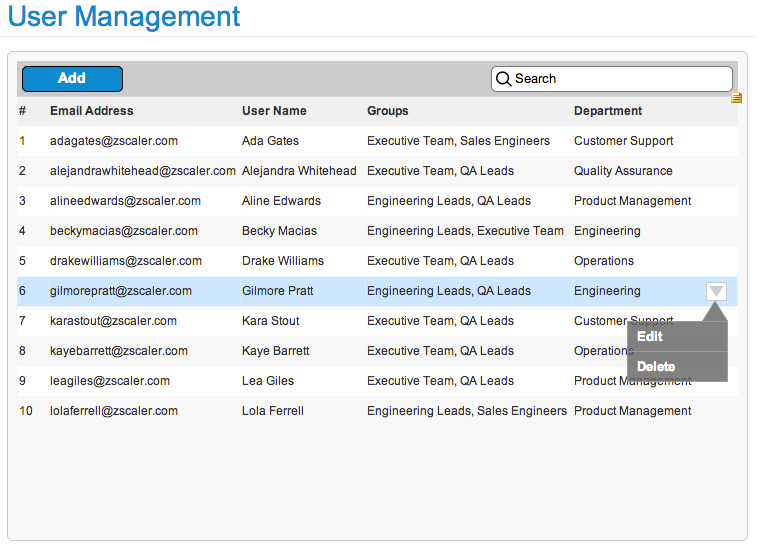 User Management
Add Search
# Email Address User Name Groups Department
1 adagates@zscaler.com Ada Gates Executive Team, Sales Engineers Customer Support
2 alejandrawhitehead@zscaler.com Alejandra Whitehead Executive Team, QA Leads Quality Assurance
3 alineedwards@zscaler.com Aline Edwards Engineering Leads, QA Leads Product Management
4 beckymacias@zscaler.com Becky Macias Engineering Leads, Executive Team Engineering
5 drakewilliams@zscaler.com Drake Williams Executive Team, QA Leads Operations
6 gilmorepratt@zscaler.com Gilmore Pratt Engineering Leads, QA Leads Engineering
7 karastout@zscaler.com Kara Stout Executive Team, QA Leads Customer Support
Edit
8 kayebarrett@zscaler.com Kaye Barrett Executive Team, QA Leads Operations
Delete
9 leagiles@zscaler.com Lea Giles Executive Team, QA Leads Product Management
10 lolaferrell@zscaler.com Lola Ferrell Engineering Leads, Sales Engineers Product Management